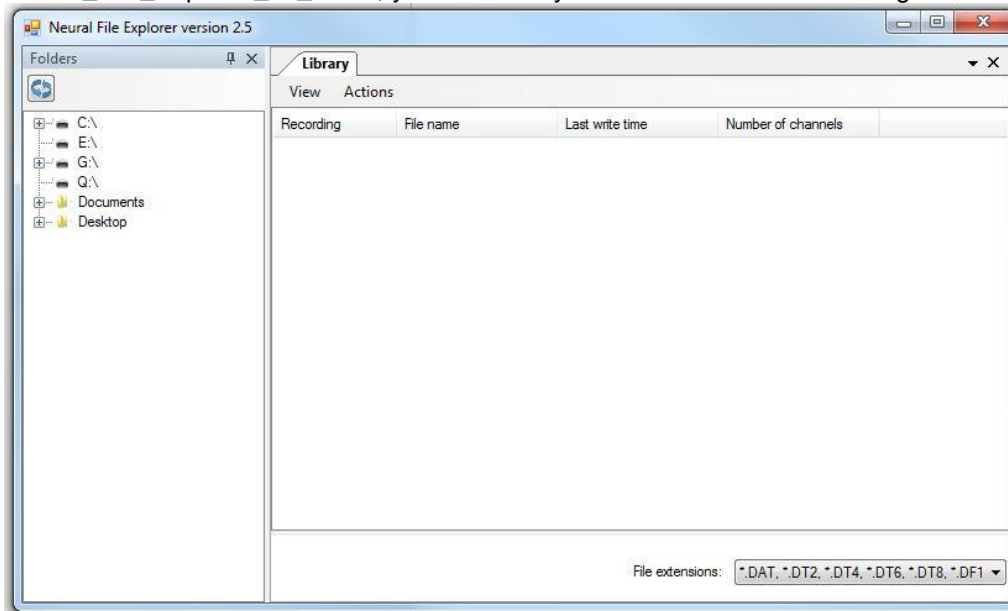 Neural File Explorer version 2.5
Folders
Library
View Actions
Recording File name Last write time Number of channels
C:\
E:\
G:\
Q:\
Documents
Desktop
File extensions: *.DAT, *.DT2, *.DT4, *.DT6, *.DT8, *.DF1